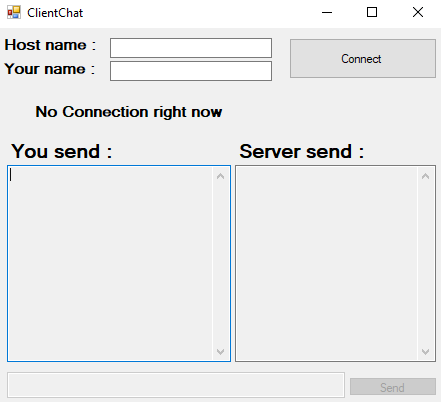 ClientChat
Host name :
Connect
Your name :
No Connection right now
You send :
Server send :
Send